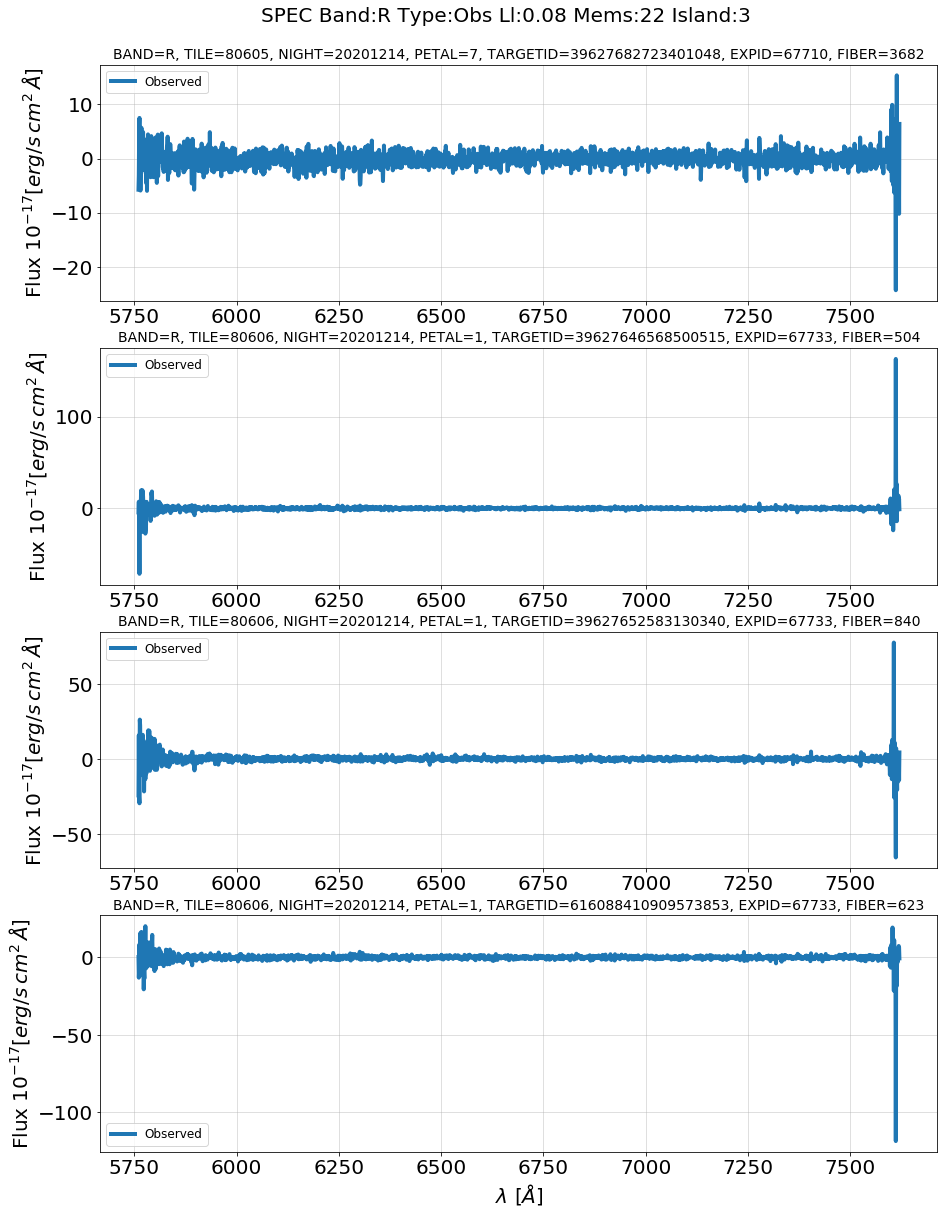 SPEC Band:R Type:Obs Ll:0.08 Mems:22 Island:3
BAND=R, TILE=80605, NIGHT=20201214, PETAL=7, TARGETID=39627682723401048, EXPID=67710, FIBER=3682
Observed
10
0
−10
−20
Flux 10⁻¹⁷[erg/s cm² Å]
5750 6000 6250 6500 6750 7000 7250 7500
BAND=R, TILE=80606, NIGHT=20201214, PETAL=1, TARGETID=39627646568500515, EXPID=67733, FIBER=504
Observed
100
0
Flux 10⁻¹⁷[erg/s cm² Å]
5750 6000 6250 6500 6750 7000 7250 7500
BAND=R, TILE=80606, NIGHT=20201214, PETAL=1, TARGETID=39627652583130340, EXPID=67733, FIBER=840
Observed
50
0
−50
Flux 10⁻¹⁷[erg/s cm² Å]
5750 6000 6250 6500 6750 7000 7250 7500
BAND=R, TILE=80606, NIGHT=20201214, PETAL=1, TARGETID=616088410909573853, EXPID=67733, FIBER=623
0
−50
−100
Flux 10⁻¹⁷[erg/s cm² Å]
Observed
5750 6000 6250 6500 6750 7000 7250 7500
λ [Å]